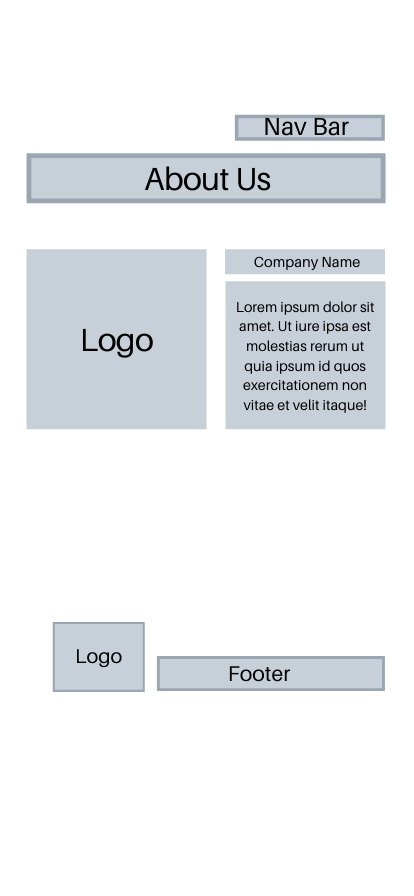 Nav Bar
About Us
Logo
Company Name
Lorem ipsum dolor sit
amet. Ut iure ipsa est
molestias rerum ut
quia ipsum id quos
exercitationem non
vitae et velit itaque!
Logo
Footer